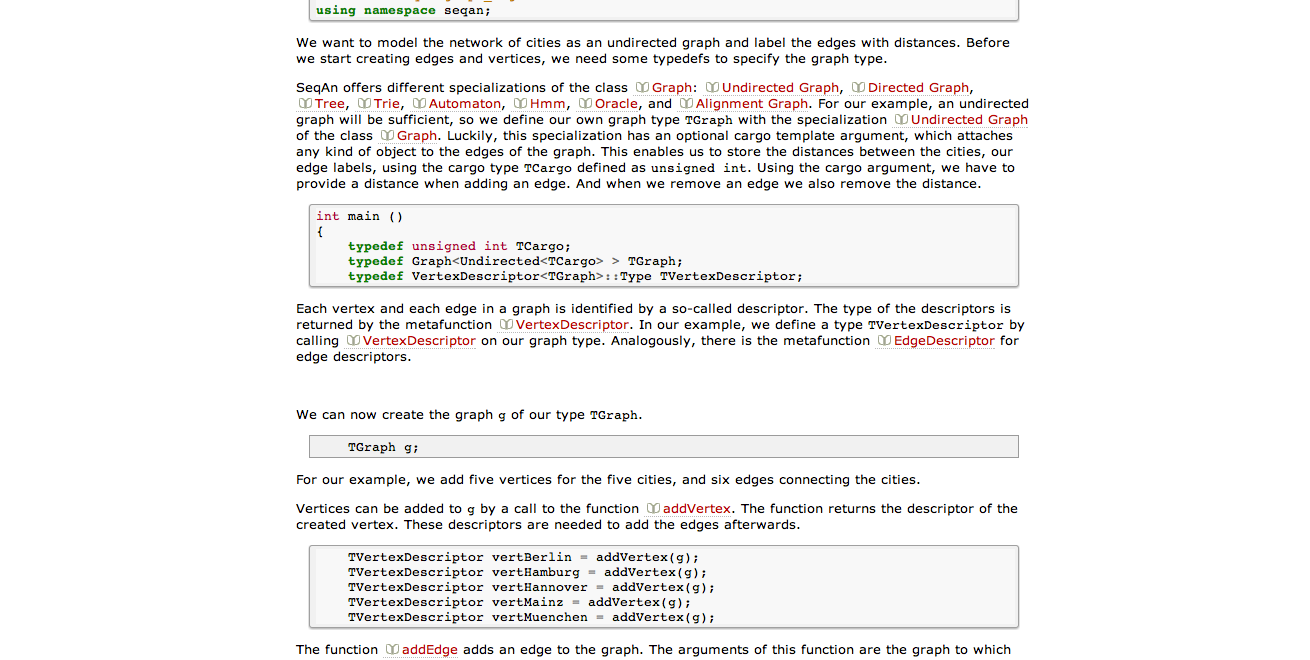 using namespace seqan;
We want to model the network of cities as an undirected graph and label the edges with distances. Before
we start creating edges and vertices, we need some typedefs to specify the graph type.
SeqAn offers different specializations of the class Graph: Undirected Graph, Directed Graph,
Tree, Trie, Automaton, Hmm, Oracle, and Alignment Graph. For our example, an undirected
graph will be sufficient, so we define our own graph type TGraph with the specialization Undirected Graph
of the class Graph. Luckily, this specialization has an optional cargo template argument, which attaches
any kind of object to the edges of the graph. This enables us to store the distances between the cities, our
edge labels, using the cargo type TCargo defined as unsigned int. Using the cargo argument, we have to
provide a distance when adding an edge. And when we remove an edge we also remove the distance.
int main ()
{
    typedef unsigned int TCargo;
    typedef Graph<Undirected<TCargo> > TGraph;
    typedef VertexDescriptor<TGraph>::Type TVertexDescriptor;
Each vertex and each edge in a graph is identified by a so-called descriptor. The type of the descriptors is
returned by the metafunction VertexDescriptor. In our example, we define a type TVertexDescriptor by
calling VertexDescriptor on our graph type. Analogously, there is the metafunction EdgeDescriptor for
edge descriptors.
We can now create the graph g of our type TGraph.
    TGraph g;
For our example, we add five vertices for the five cities, and six edges connecting the cities.
Vertices can be added to g by a call to the function addVertex. The function returns the descriptor of the
created vertex. These descriptors are needed to add the edges afterwards.
    TVertexDescriptor vertBerlin = addVertex(g);
    TVertexDescriptor vertHamburg = addVertex(g);
    TVertexDescriptor vertHannover = addVertex(g);
    TVertexDescriptor vertMainz = addVertex(g);
    TVertexDescriptor vertMuenchen = addVertex(g);
The function addEdge adds an edge to the graph. The arguments of this function are the graph to which